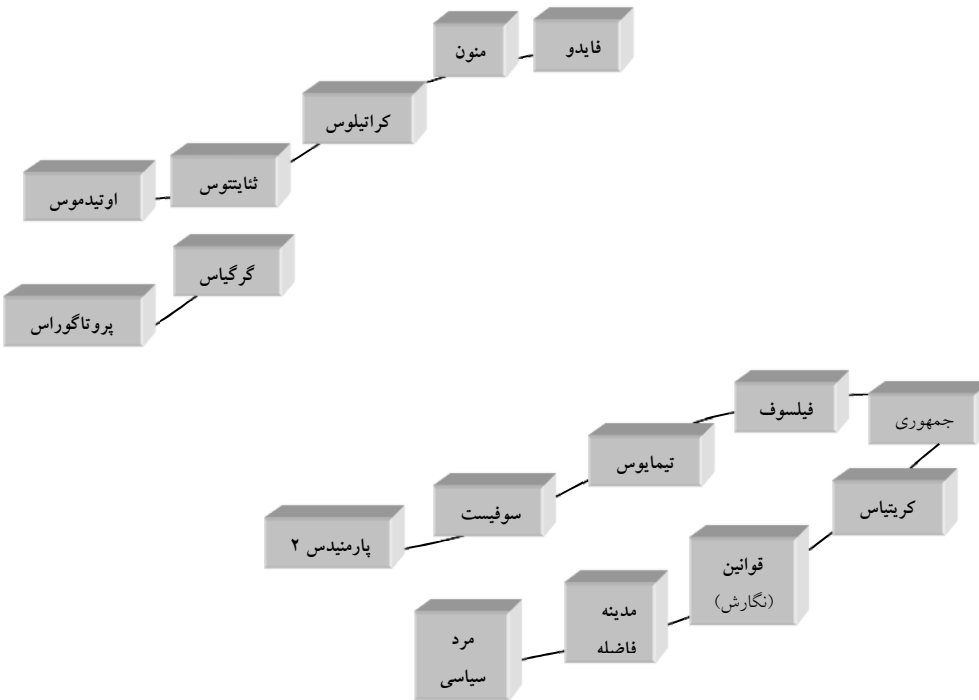 فایدو
منون
کراتیلوس
ثئایتتوس
اوتیدموس
گرگیاس
پروتاگوراس
جمهوری
فیلسوف
تیمایوس
سوفیست
پارمنیدس ۲
کریتیاس
قوانین
(نگارش)
مدینه
فاضله
مرد
سیاسی